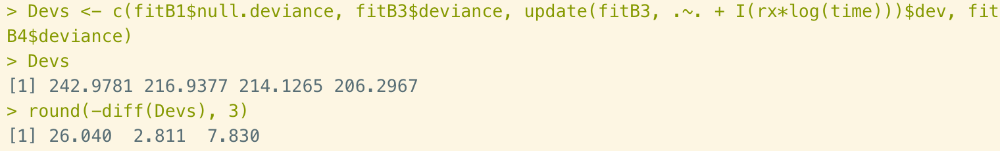 > Devs <- c(fitB1$null.deviance, fitB3$deviance, update(fitB3, .~. + I(rx*log(time)))$dev, fit
B4$deviance)
> Devs
[1] 242.9781 216.9377 214.1265 206.2967
> round(-diff(Devs), 3)
[1] 26.040  2.811  7.830